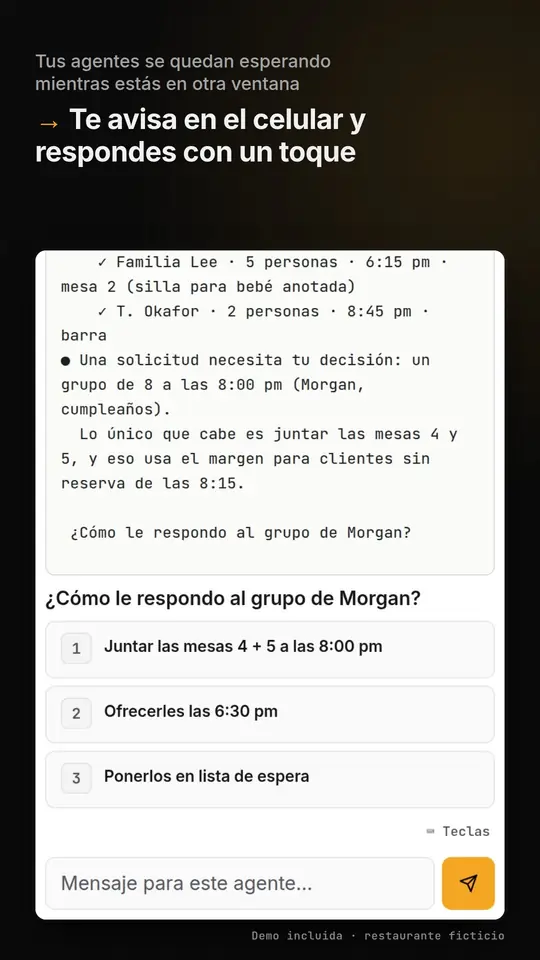 Tus agentes se quedan esperando
mientras estás en otra ventana
→ Te avisa en el celular y
respondes con un toque
✓ Familia Lee · 5 personas · 6:15 pm ·
mesa 2 (silla para bebé anotada)
✓ T. Okafor · 2 personas · 8:45 pm ·
barra
● Una solicitud necesita tu decisión: un
grupo de 8 a las 8:00 pm (Morgan,
cumpleaños).
Lo único que cabe es juntar las mesas 4 y
5, y eso usa el margen para clientes sin
reserva de las 8:15.
¿Cómo le respondo al grupo de Morgan?
¿Cómo le respondo al grupo de Morgan?
1 Juntar las mesas 4 + 5 a las 8:00 pm
2 Ofrecerles las 6:30 pm
3 Ponerlos en lista de espera
⌨ Teclas
Mensaje para este agente...
Demo incluida · restaurante ficticio